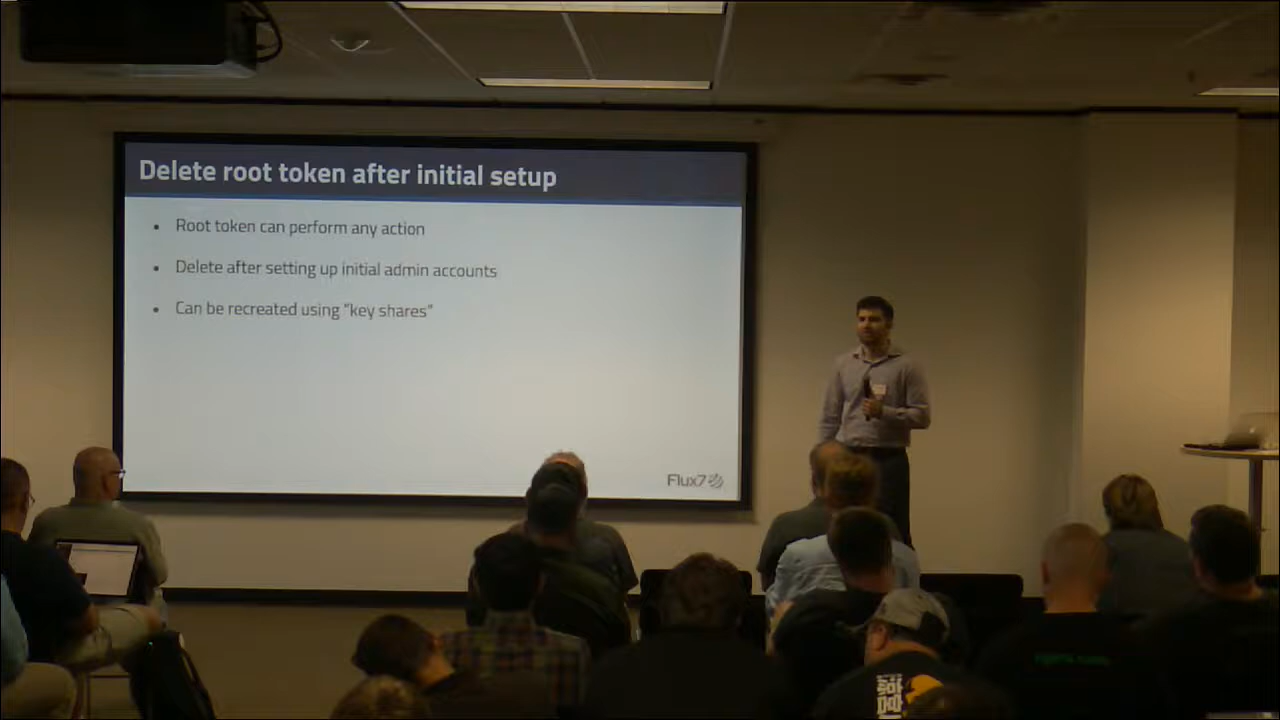 Delete root token after initial setup
• Root token can perform any action
• Delete after setting up initial admin accounts
• Can be recreated using "key shares"
Flux7